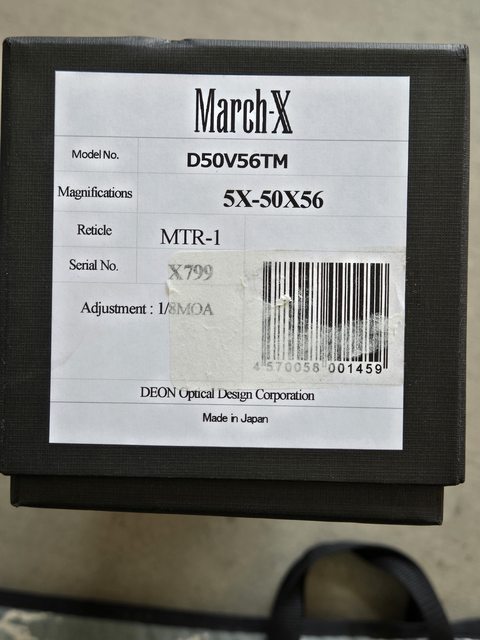 March-X
Model No. D50V56TM
Magnifications 5X-50X56
Reticle MTR-1
Serial No. X799
Adjustment : 1/8MOA
4 570058 001459
DEON Optical Design Corporation
Made in Japan